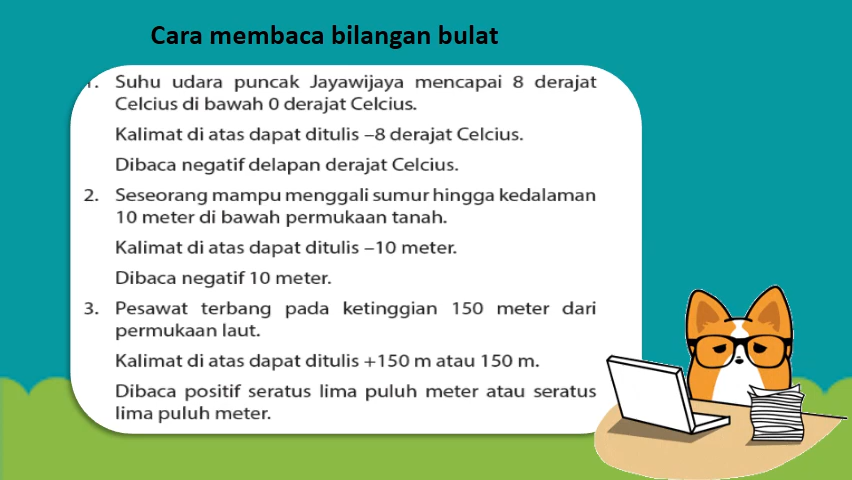 Cara membaca bilangan bulat
1. Suhu udara puncak Jayawijaya mencapai 8 derajat
Celcius di bawah 0 derajat Celcius.
Kalimat di atas dapat ditulis –8 derajat Celcius.
Dibaca negatif delapan derajat Celcius.
2. Seseorang mampu menggali sumur hingga kedalaman
10 meter di bawah permukaan tanah.
Kalimat di atas dapat ditulis –10 meter.
Dibaca negatif 10 meter.
3. Pesawat terbang pada ketinggian 150 meter dari
permukaan laut.
Kalimat di atas dapat ditulis +150 m atau 150 m.
Dibaca positif seratus lima puluh meter atau seratus
lima puluh meter.